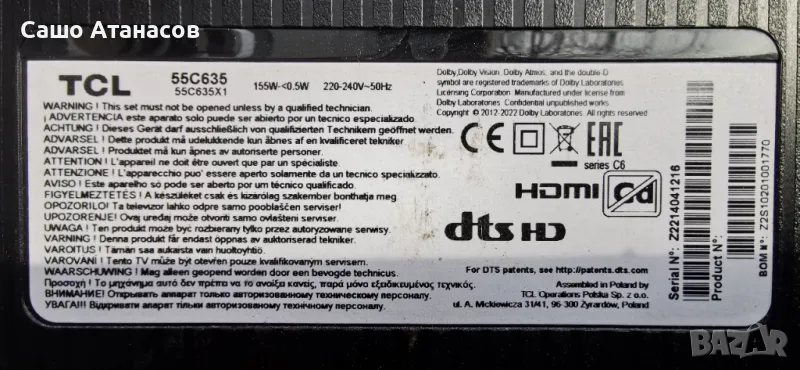 Сашо Атанасов
TCL 55C635
55C635X1
155W-<0.5W 220-240V~50Hz
WARNING ! This set must not be opened unless by a qualified technician.
¡ ADVERTENCIA este aparato solo puede ser abierto por un tecnico especializado.
ACHTUNG ! Dieses Gerät darf ausschliesslich von qualifizierten Technikern geöffnet werden.
ADVARSEL ! Dette produkt må udelukkende kun åbnes af en kvalificeret tekniker
ADVARSEL ! Produktet må kun åpnes av autoriserte personer.
ATTENTION ! L'appareil ne doit être ouvert que par un spécialiste
ATTENZIONE ! L'apparecchio puo' essere aperto solamente da un tecnico specializzato.
AVISO ! Este aparelho só pode ser aberto por um técnico qualificado.
FIGYELMEZTETÉS ! A készüléket csak és kizárólag szakember bonthatja meg.
OPOZORILO! Ta televizor lahko odpre samo pooblaščen serviser.
UPOZORENJE! Ovaj uređaj može otvoriti samo ovlašteni serviser.
UWAGA ! Ten produkt może być rozbierany tylko przez autoryzowane serwisy.
VARNING ! Denna produkt får endast öppnas av auktoriserad tekniker.
VAROITUS ! Tämän saa aukaista vain huoltoyhtiö.
VAROVANI ! Tento TV může být otevřen pouze kvalifikovaným servisem.
WAARSCHUWING ! Mag alleen geopend worden door een bevoegde technicus.
Προσοχή ! Το μηχάνημα αυτό δεν πρέπει να το ανοίξει κανείς, παρά μόνο εξειδικευμένος τεχνικός.
ВНИМАНИЕ! Открывать аппарат только авторизованному техническому персоналу.
УВАГА!!! Відкривати апарат тільки авторизованному технічному персоналу.
Dolby,Dolby Vision, Dolby Atmos, and the double-D
symbol are registered trademarks of Dolby Laboratories
Licensing Corporation. Manufactured under license from
Dolby Laboratories. Confidential unpublished works
Copyright © 2012-2022 Dolby Laboratories. All rights reserved
CE EAC
series C6
HDMI Cd
dts HD
For DTS patents, see http://patents.dts.com
Assembled in Poland by
TCL Operations Polska Sp. z o.o.
ul. A. Mickiewicza 31/41, 96-300 Żyrardów, Poland
Serial N°: Z2214041216
Product N°:
BOM N°: Z2S10201001770
BAZAR